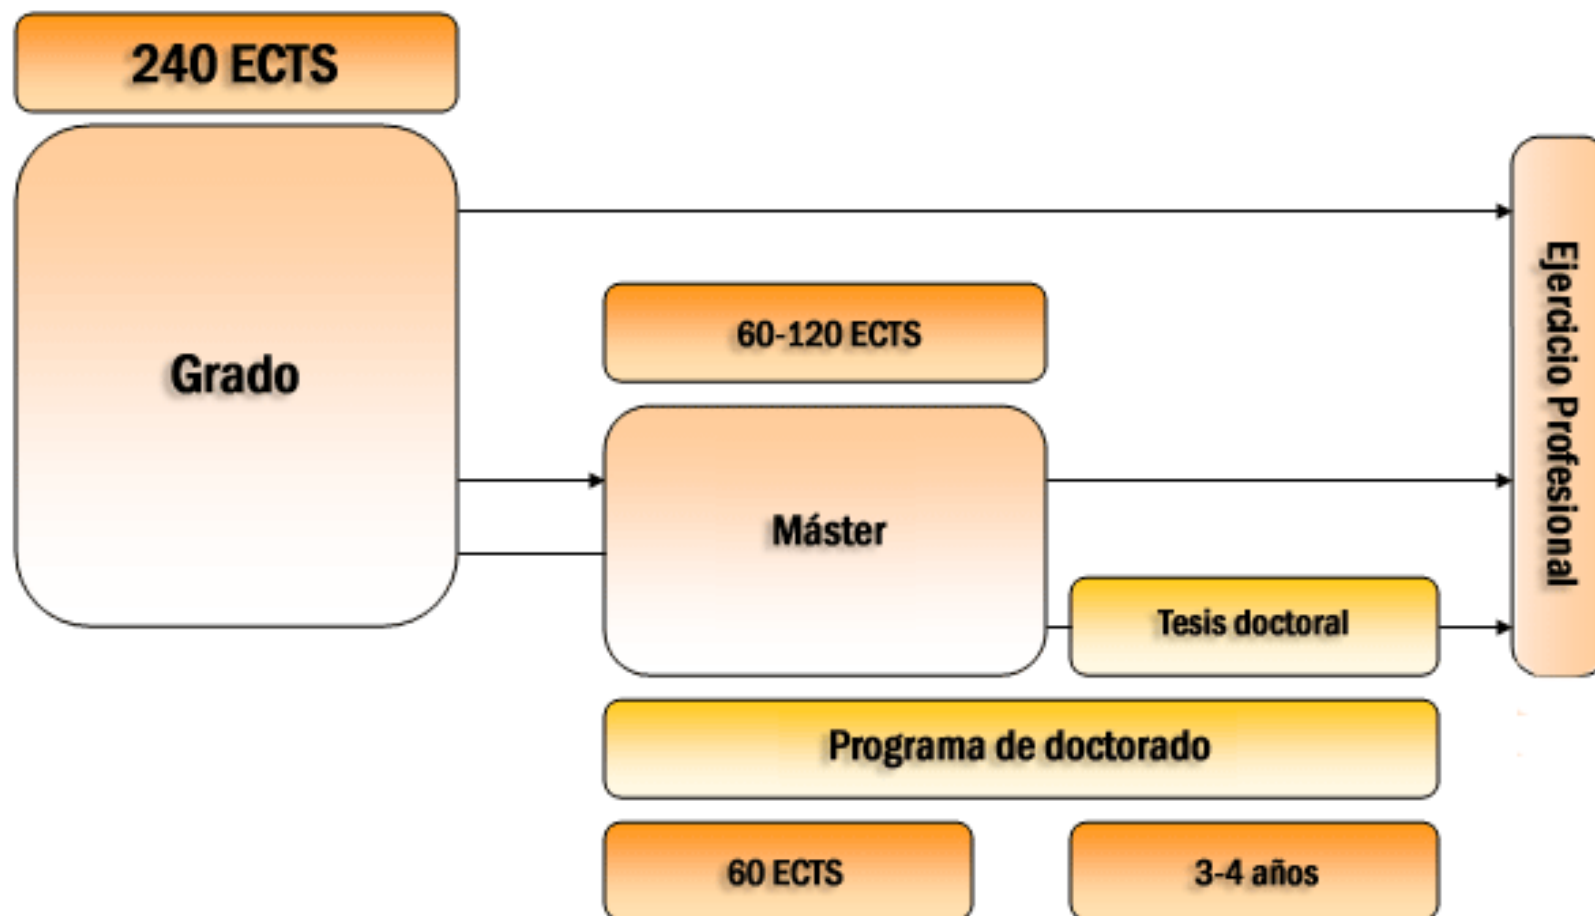 240 ECTS
Grado
60-120 ECTS
Máster
Tesis doctoral
Ejercicio Profesional
Programa de doctorado
60 ECTS
3-4 años